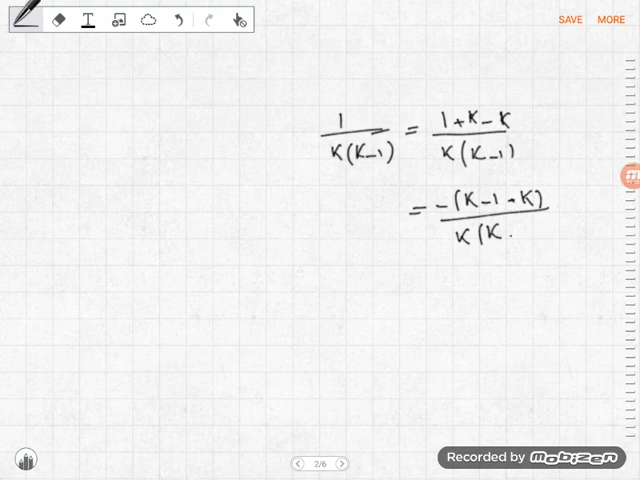 SAVE MORE
1 / K(K-1) = 1+K-K / K(K-1)
= -(K-1-K) / K(K
2/6
Recorded by Mobizen